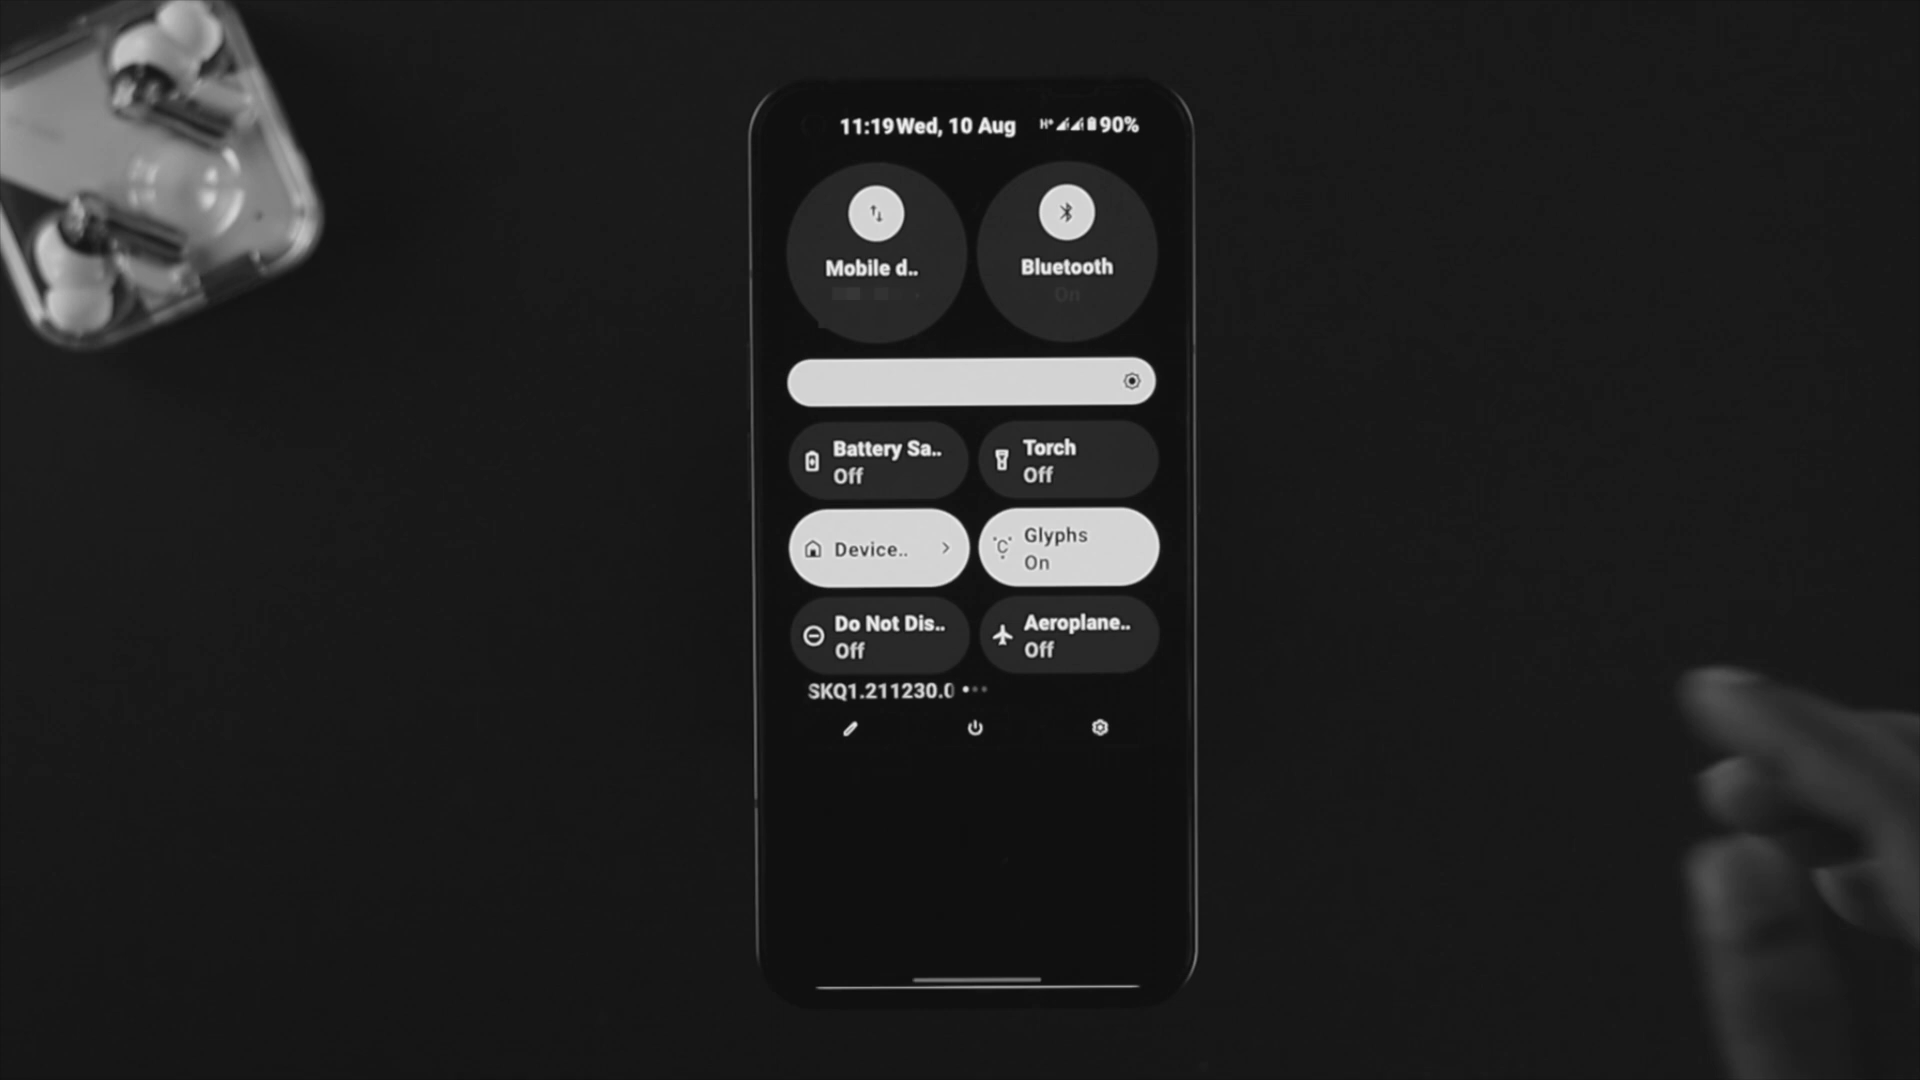 11:19 Wed, 10 Aug H+ 90%
Mobile d..
Bluetooth
On
Battery Sa..
Off
Torch
Off
Device..
Glyphs
On
Do Not Dis..
Off
Aeroplane..
Off
SKQ1.211230.0